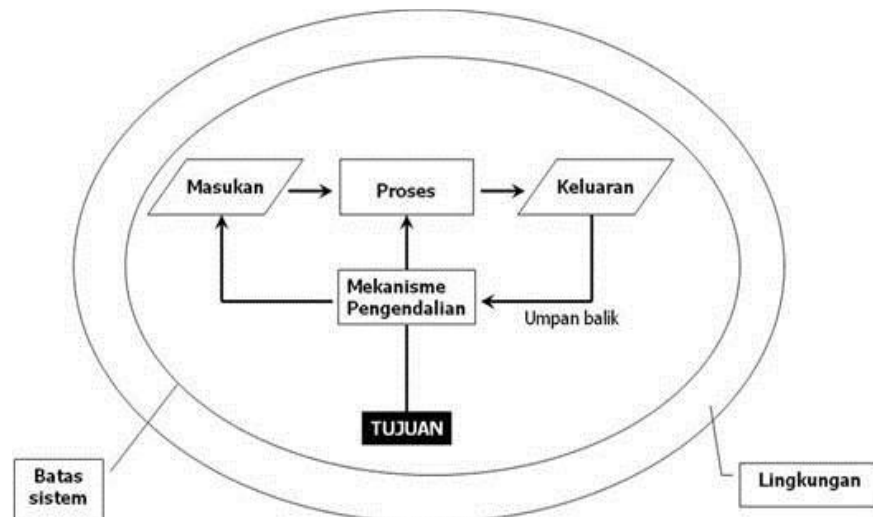 Masukan
Proses
Keluaran
Mekanisme
Pengendalian
Umpan balik
TUJUAN
Batas
sistem
Lingkungan